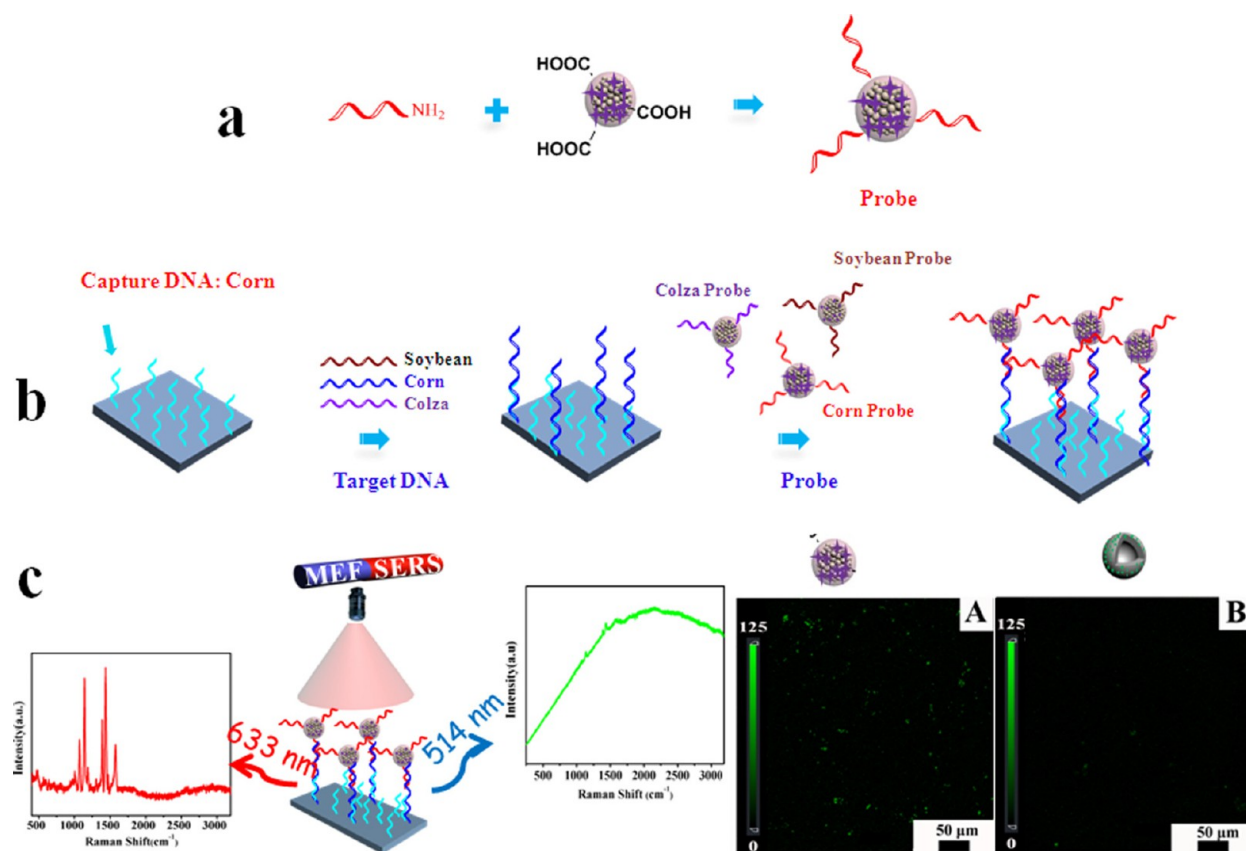 a
NH2
HOOC
COOH
HOOC
Probe
b
Capture DNA: Corn
Soybean
Corn
Colza
Target DNA
Colza Probe
Soybean Probe
Corn Probe
Probe
c
MEF SERS
633 nm
514 nm
Intensity(a.u.)
500 1000 1500 2000 2500 3000
Raman Shift(cm-1)
Intensity(a.u)
500 1000 1500 2000 2500 3000
Raman Shift (cm-1)
A
125
0
50 µm
B
125
0
50 µm